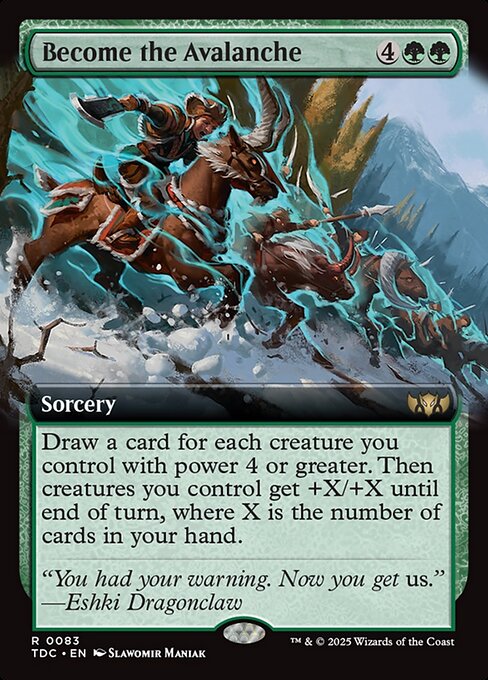 Become the Avalanche 4
Sorcery
Draw a card for each creature you
control with power 4 or greater. Then
creatures you control get +X/+X until
end of turn, where X is the number of
cards in your hand.
“You had your warning. Now you get us.”
—Eshki Dragonclaw
R 0083
TDC • EN Slawomir Maniak
™ & © 2025 Wizards of the Coast